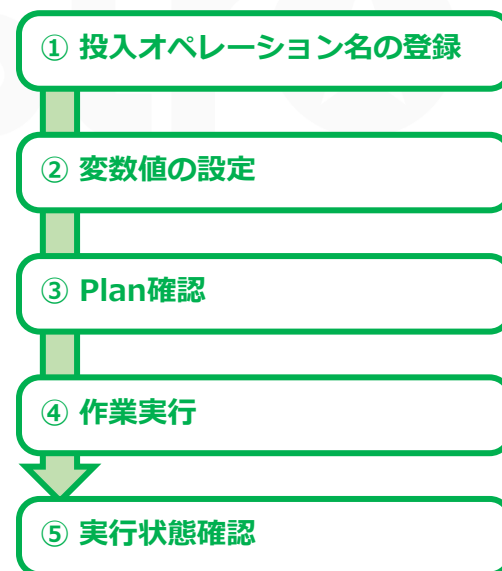 ① 投入オペレーション名の登録
② 変数値の設定
③ Plan確認
④ 作業実行
⑤ 実行状態確認